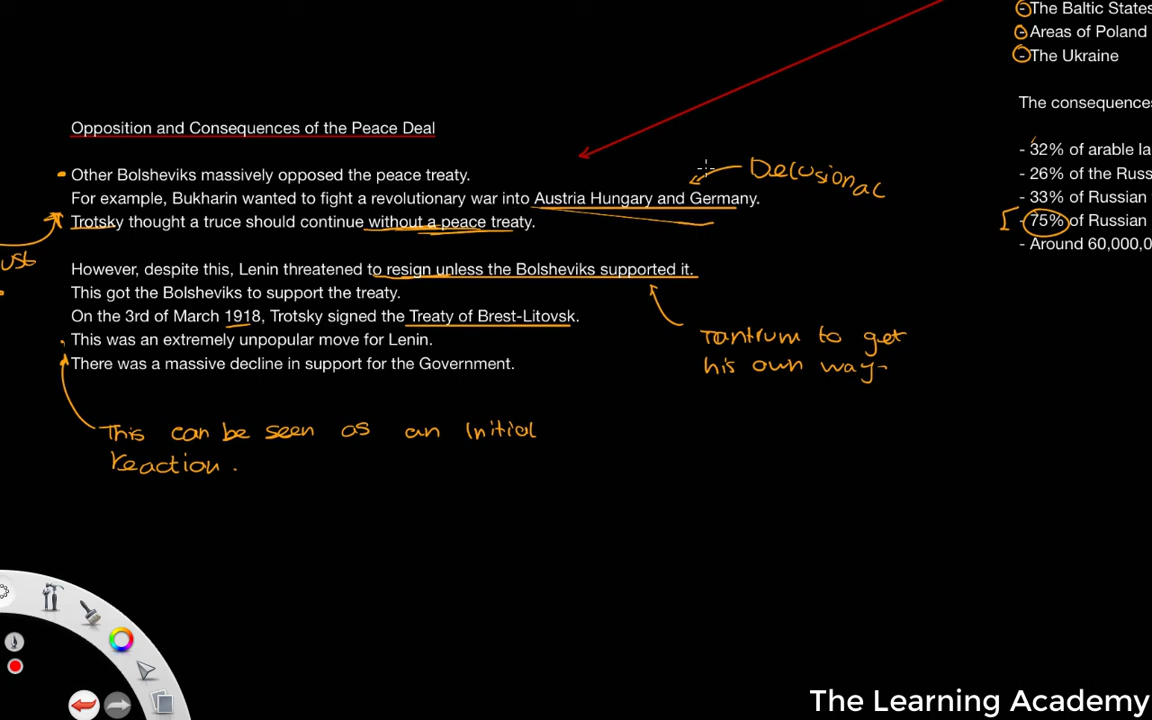 - The Baltic States
- Areas of Poland
- The Ukraine
The consequences
- 32% of arable la
- 26% of the Russ
- 33% of Russian
- 75% of Russian
- Around 60,000,0
Opposition and Consequences of the Peace Deal
Other Bolsheviks massively opposed the peace treaty.
For example, Bukharin wanted to fight a revolutionary war into Austria Hungary and Germany.
Trotsky thought a truce should continue without a peace treaty.
Delusional
However, despite this, Lenin threatened to resign unless the Bolsheviks supported it.
This got the Bolsheviks to support the treaty.
On the 3rd of March 1918, Trotsky signed the Treaty of Brest-Litovsk.
This was an extremely unpopular move for Lenin.
There was a massive decline in support for the Government.
Tantrum to get
his own way-
This can be seen as an initial
reaction.
The Learning Academy